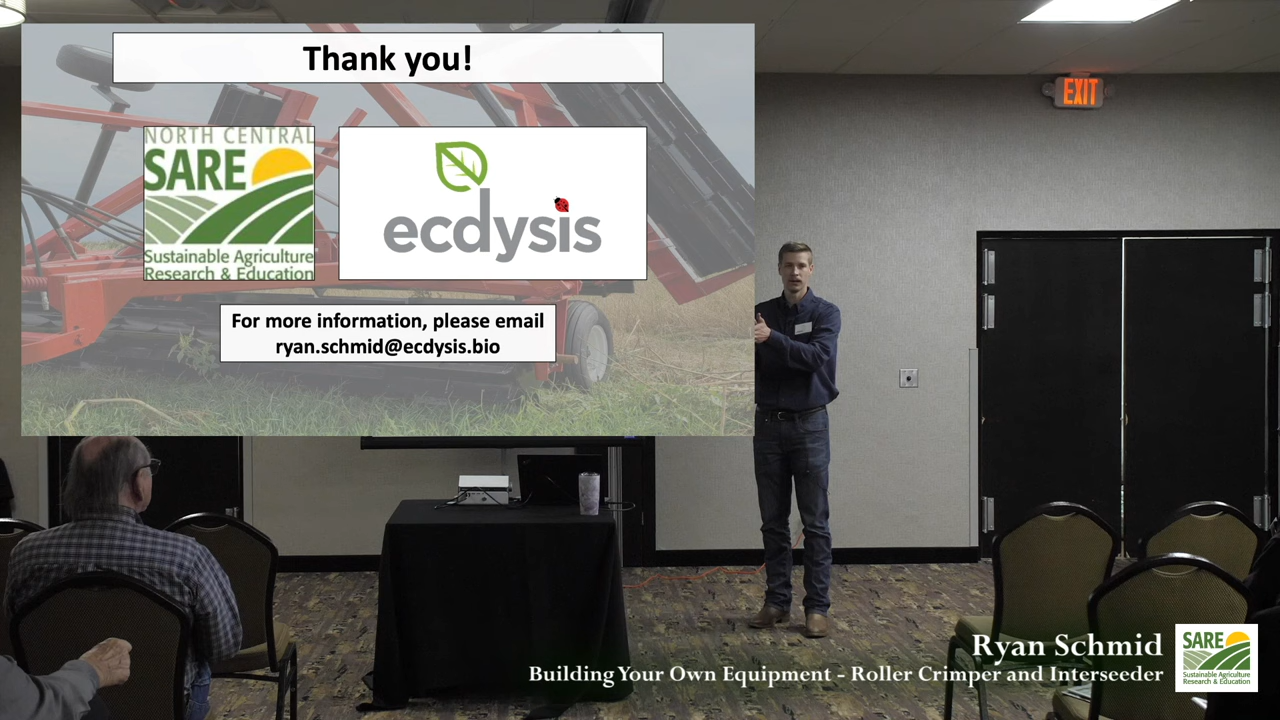 Thank you!
NORTH CENTRAL
SARE
Sustainable Agriculture
Research & Education
ecdysis
For more information, please email
ryan.schmid@ecdysis.bio
EXIT
Ryan Schmid
Building Your Own Equipment - Roller Crimper and Interseeder
SARE
Sustainable Agriculture
Research & Education